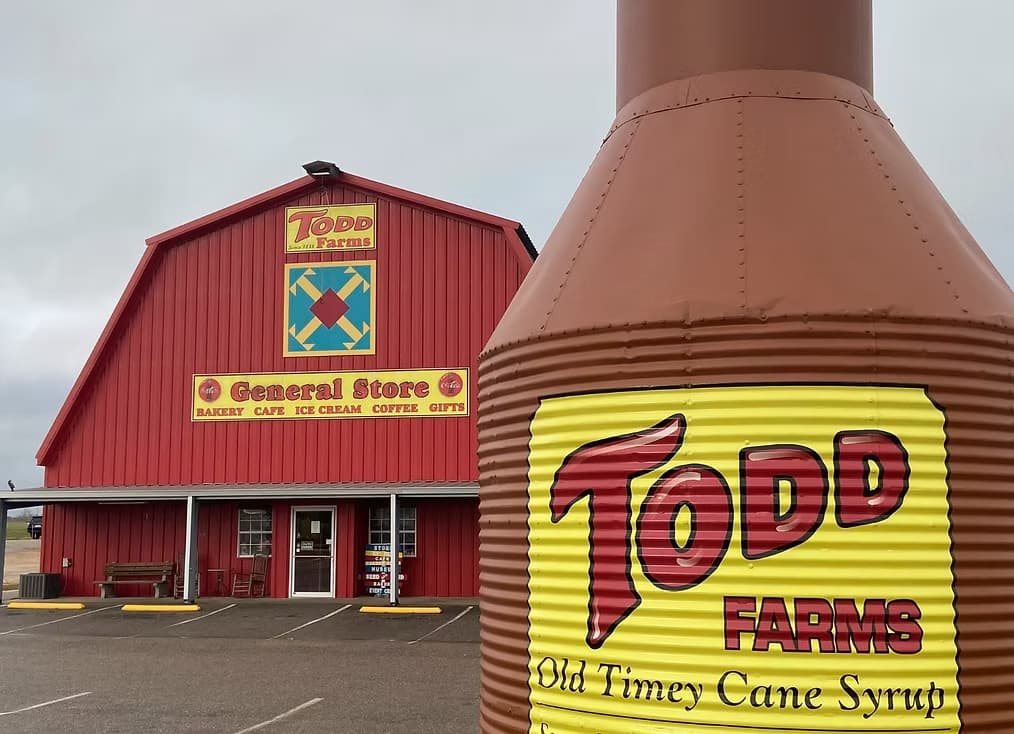 TODD
Farms
General Store
BAKERY CAFE ICE CREAM COFFEE GIFTS
TODD
FARMS
Old Timey Cane Syrup